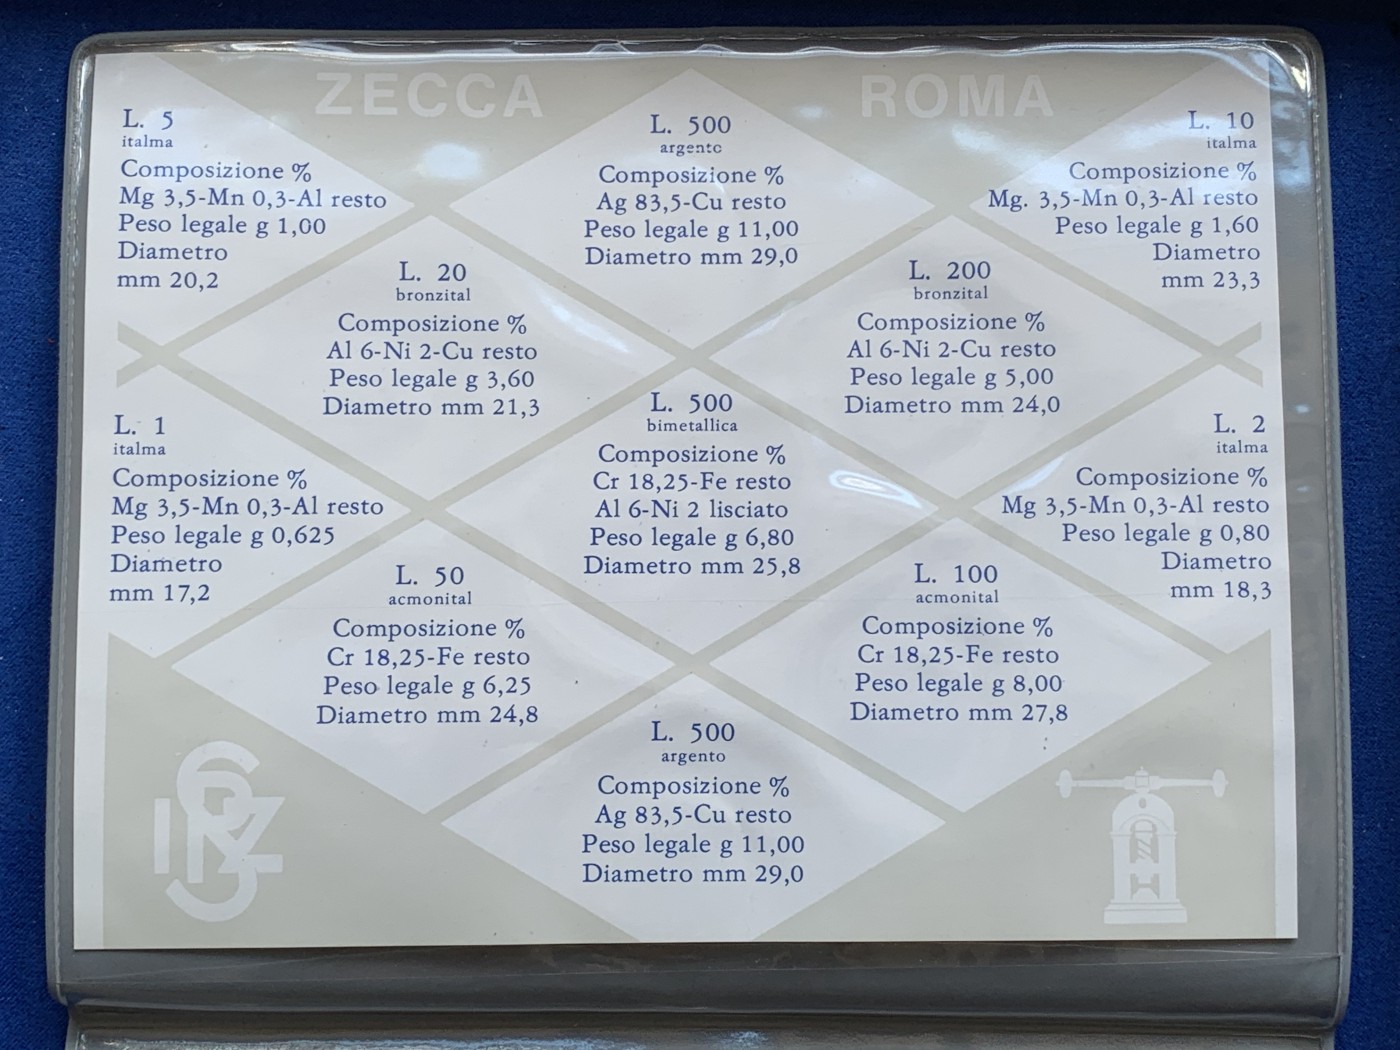 ZECCA ROMA
L. 5
italma
Composizione %
Mg 3,5-Mn 0,3-Al resto
Peso legale g 1,00
Diametro
mm 20,2
L. 500
argento
Composizione %
Ag 83,5-Cu resto
Peso legale g 11,00
Diametro mm 29,0
L. 10
italma
Composizione %
Mg. 3,5-Mn 0,3-Al resto
Peso legale g 1,60
Diametro
mm 23,3
L. 20
bronzital
Composizione %
Al 6-Ni 2-Cu resto
Peso legale g 3,60
Diametro mm 21,3
L. 200
bronzital
Composizione %
Al 6-Ni 2-Cu resto
Peso legale g 5,00
Diametro mm 24,0
L. 1
italma
Composizione %
Mg 3,5-Mn 0,3-Al resto
Peso legale g 0,625
Diametro
mm 17,2
L. 500
bimetallica
Composizione %
Cr 18,25-Fe resto
Al 6-Ni 2 lisciato
Peso legale g 6,80
Diametro mm 25,8
L. 2
italma
Composizione %
Mg 3,5-Mn 0,3-Al resto
Peso legale g 0,80
Diametro
mm 18,3
L. 50
acmonital
Composizione %
Cr 18,25-Fe resto
Peso legale g 6,25
Diametro mm 24,8
L. 100
acmonital
Composizione %
Cr 18,25-Fe resto
Peso legale g 8,00
Diametro mm 27,8
L. 500
argento
Composizione %
Ag 83,5-Cu resto
Peso legale g 11,00
Diametro mm 29,0